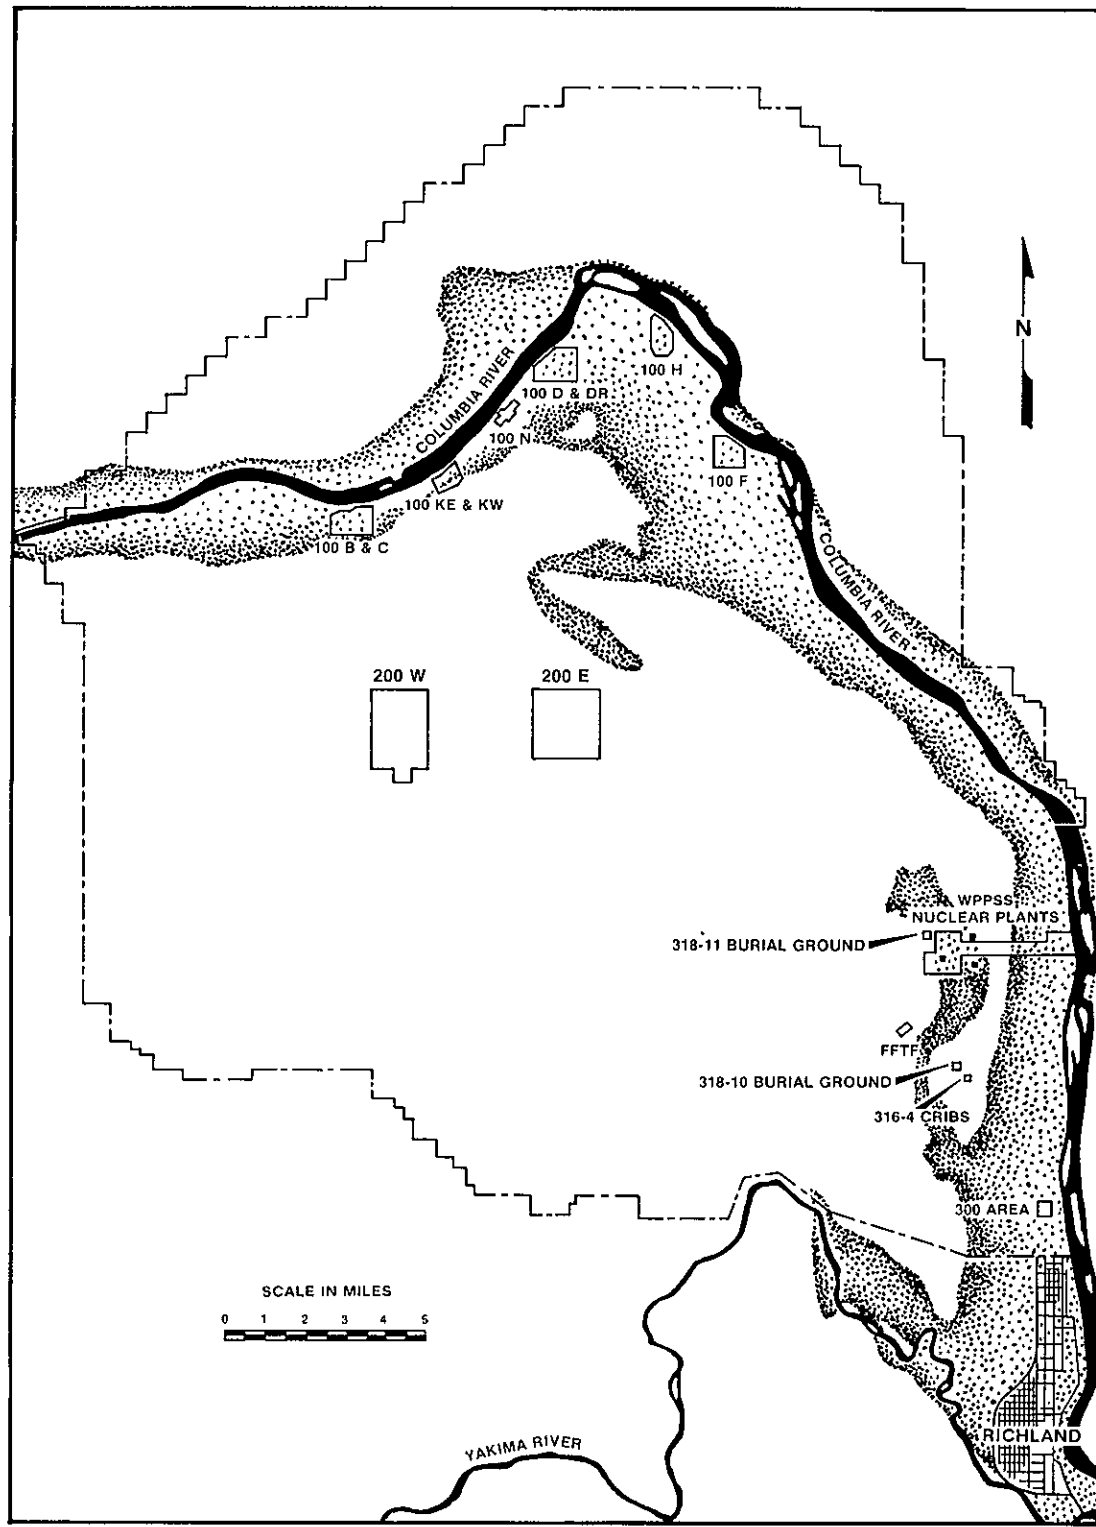 N
COLUMBIA RIVER
100 H
100 D & DR
100 N
100 F
100 KE & KW
100 B & C
COLUMBIA RIVER
200 W
200 E
WPPSS
NUCLEAR PLANTS
318-11 BURIAL GROUND
FFTF
318-10 BURIAL GROUND
316-4 CRIBS
300 AREA
SCALE IN MILES
0 1 2 3 4 5
RICHLAND
YAKIMA RIVER